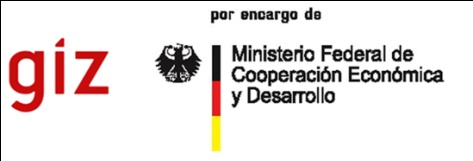 por encargo de
giz
Ministerio Federal de
Cooperación Económica
y Desarrollo